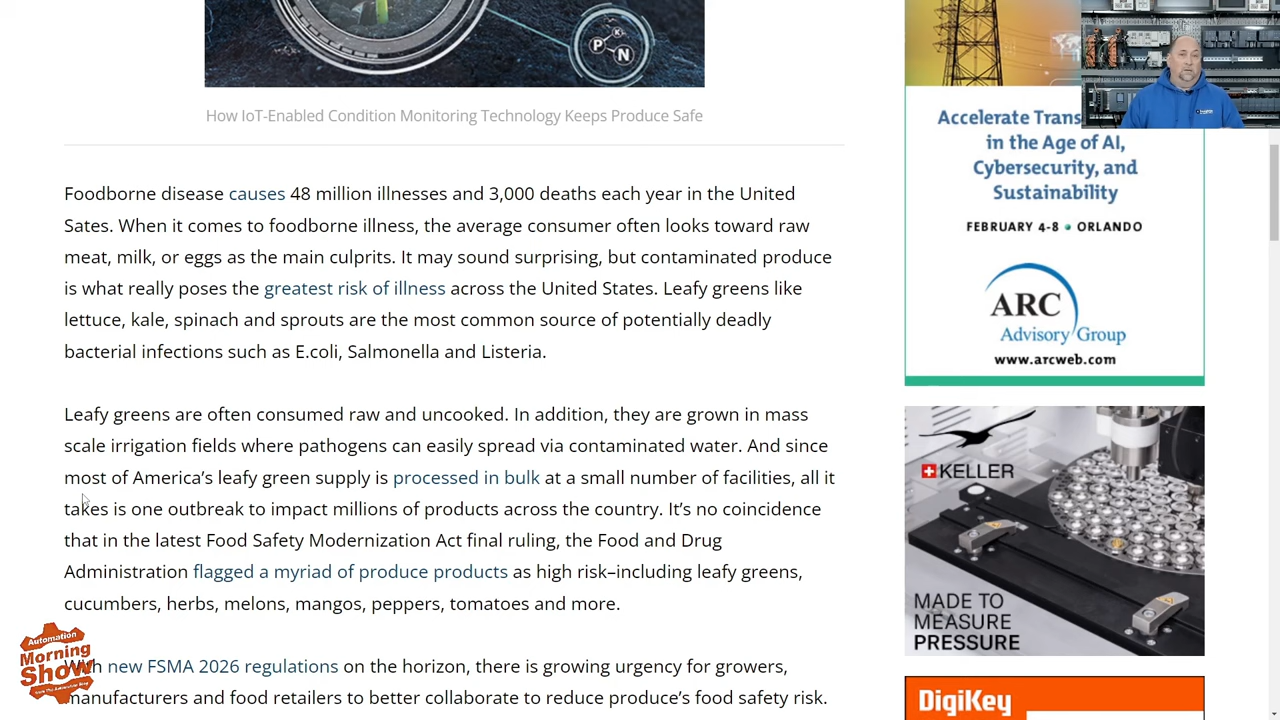 P
K
N
How IoT-Enabled Condition Monitoring Technology Keeps Produce Safe
Foodborne disease causes 48 million illnesses and 3,000 deaths each year in the United
Sates. When it comes to foodborne illness, the average consumer often looks toward raw
meat, milk, or eggs as the main culprits. It may sound surprising, but contaminated produce
is what really poses the greatest risk of illness across the United States. Leafy greens like
lettuce, kale, spinach and sprouts are the most common source of potentially deadly
bacterial infections such as E.coli, Salmonella and Listeria.
Leafy greens are often consumed raw and uncooked. In addition, they are grown in mass
scale irrigation fields where pathogens can easily spread via contaminated water. And since
most of America's leafy green supply is processed in bulk at a small number of facilities, all it
takes is one outbreak to impact millions of products across the country. It's no coincidence
that in the latest Food Safety Modernization Act final ruling, the Food and Drug
Administration flagged a myriad of produce products as high risk–including leafy greens,
cucumbers, herbs, melons, mangos, peppers, tomatoes and more.
With new FSMA 2026 regulations on the horizon, there is growing urgency for growers,
manufacturers and food retailers to better collaborate to reduce produce's food safety risk.
Automation
Morning
Show
from The Automation Blog
Accelerate Trans
in the Age of AI,
Cybersecurity, and
Sustainability
FEBRUARY 4-8 • ORLANDO
ARC
Advisory Group
www.arcweb.com
KELLER
MADE TO
MEASURE
PRESSURE
DigiKey